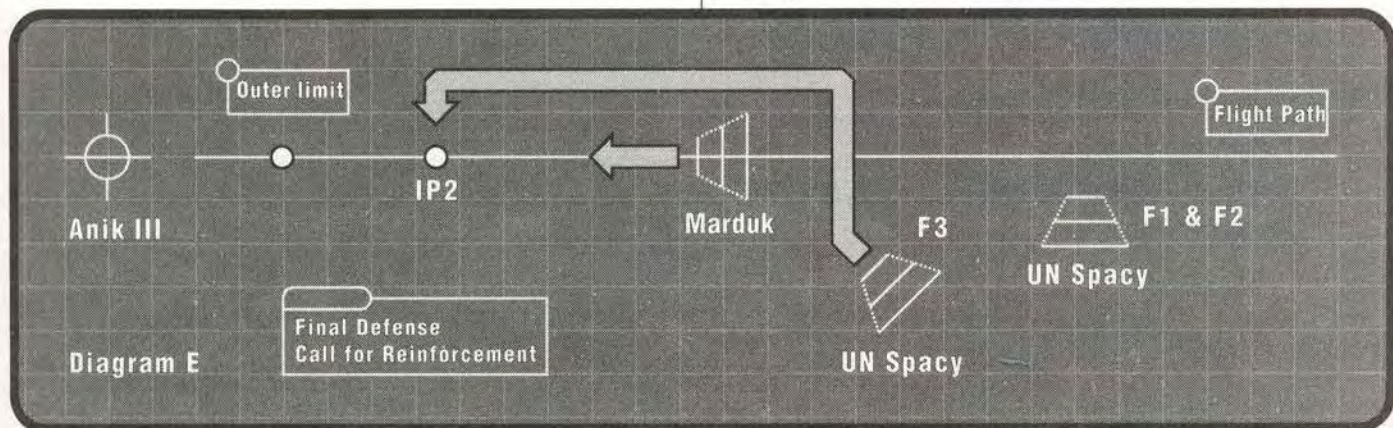 Outer limit
Flight Path
IP2
Anik III
Marduk
F3
F1 & F2
UN Spacy
Final Defense
Call for Reinforcement
Diagram E
UN Spacy